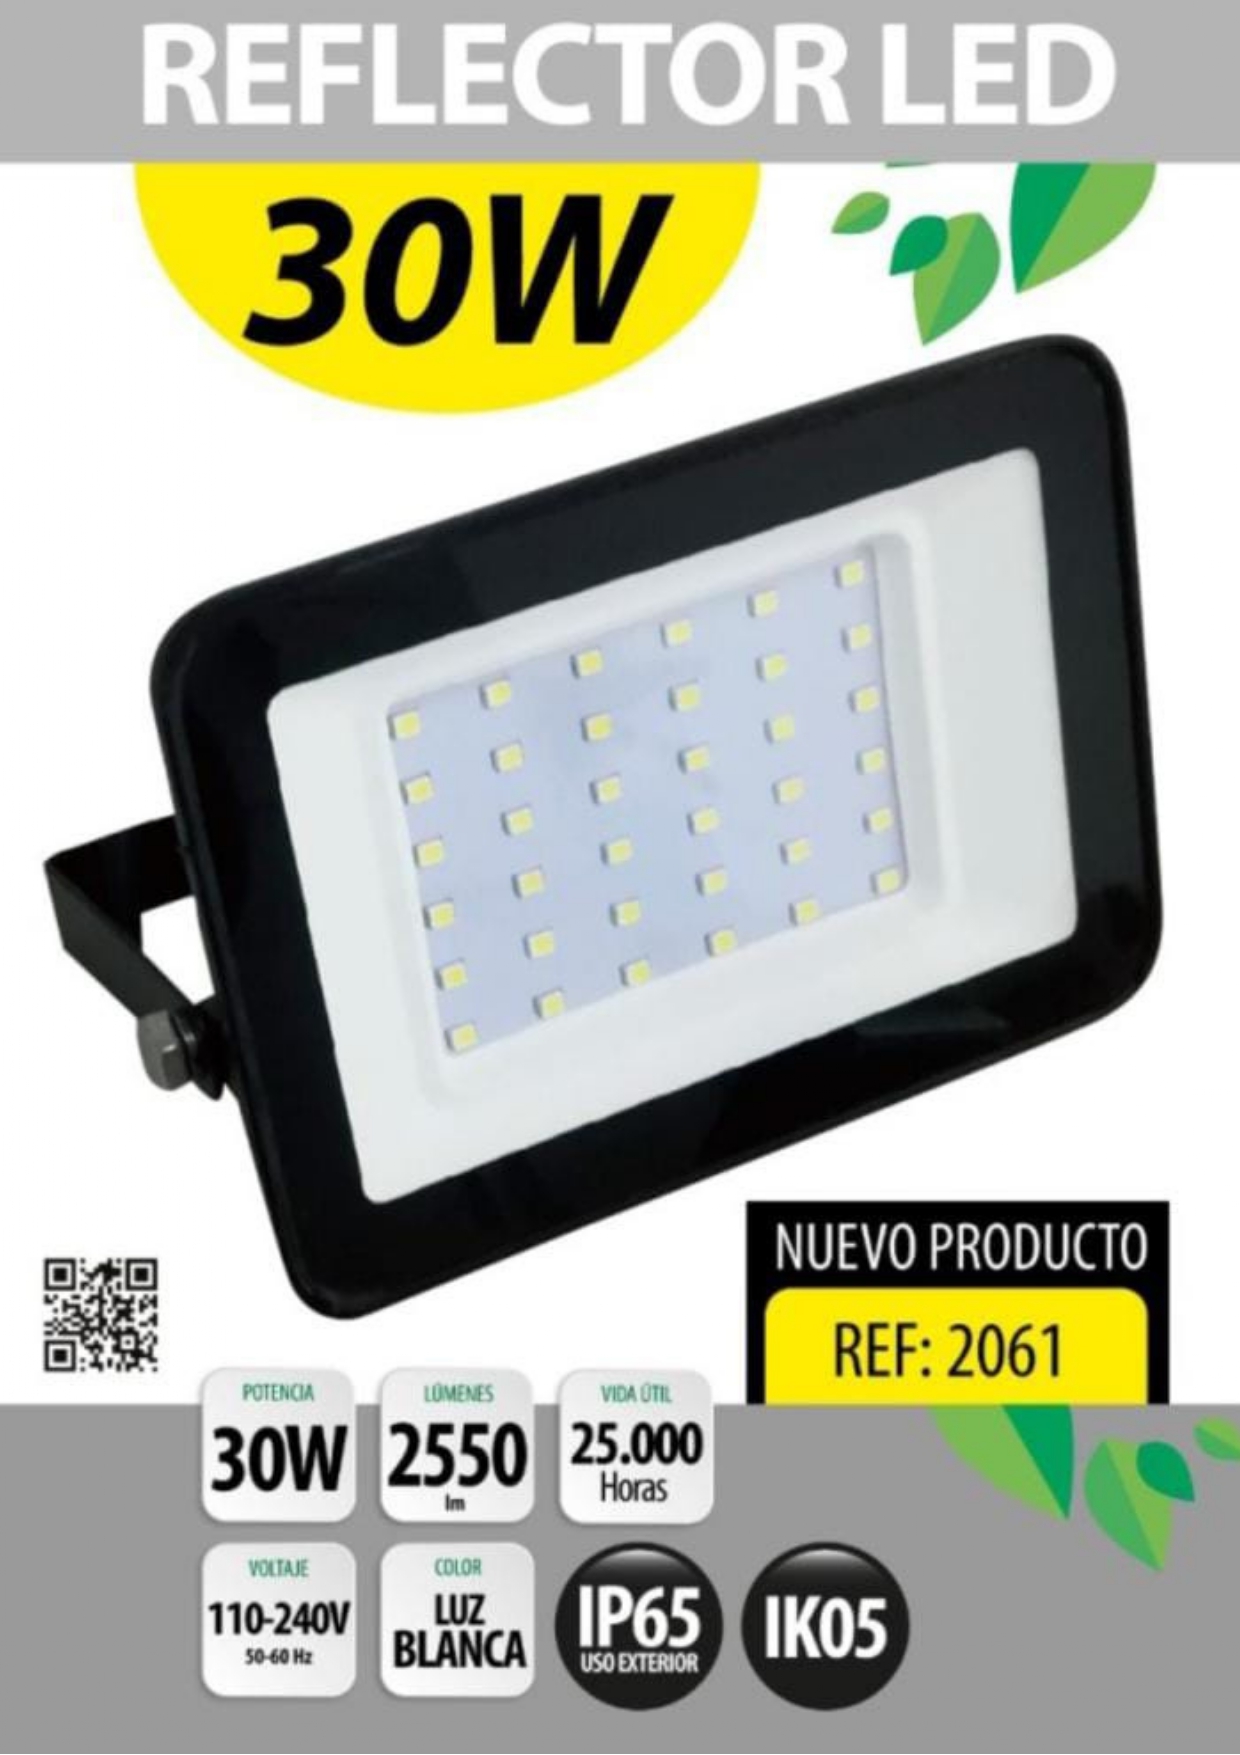 REFLECTOR LED
30W
NUEVO PRODUCTO
REF: 2061
POTENCIA
30W
LÚMENES
2550
lm
VIDA ÚTIL
25.000
Horas
VOLTAJE
110-240V
50-60 Hz
COLOR
LUZ
BLANCA
IP65
USO EXTERIOR
IK05